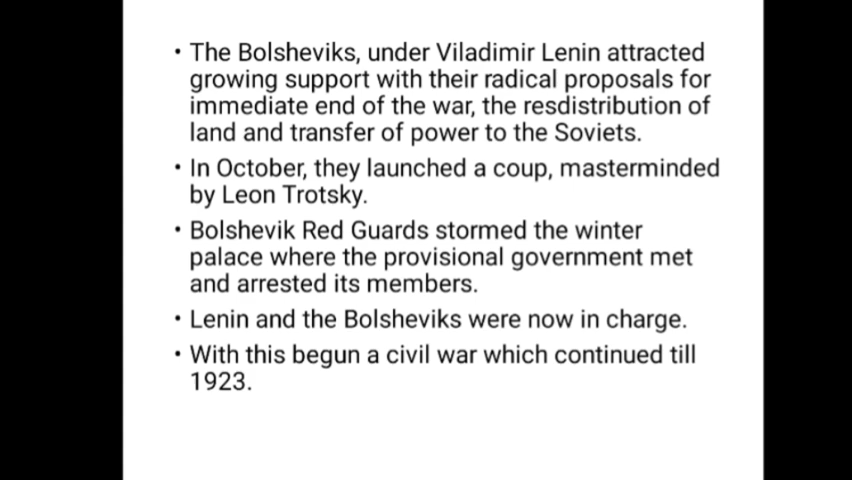 • The Bolsheviks, under Viladimir Lenin attracted
growing support with their radical proposals for
immediate end of the war, the resdistribution of
land and transfer of power to the Soviets.
• In October, they launched a coup, masterminded
by Leon Trotsky.
• Bolshevik Red Guards stormed the winter
palace where the provisional government met
and arrested its members.
• Lenin and the Bolsheviks were now in charge.
• With this begun a civil war which continued till
1923.